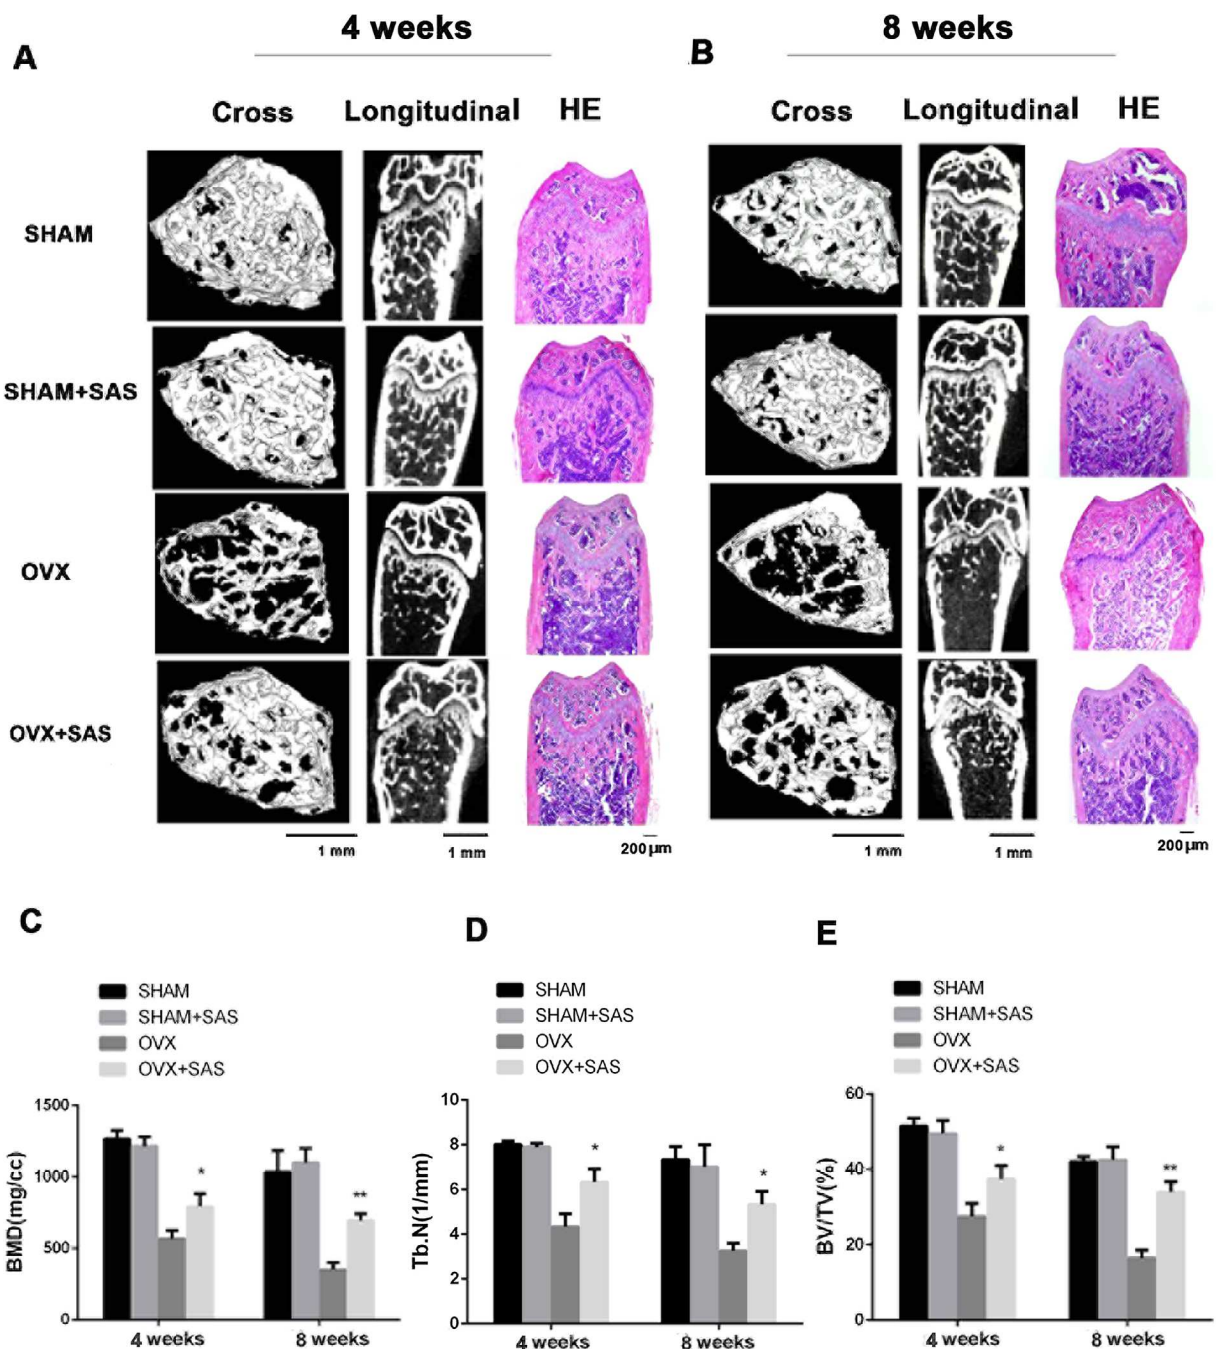 4 weeks
8 weeks
A
B
Cross Longitudinal HE
Cross Longitudinal HE
SHAM
SHAM+SAS
OVX
OVX+SAS
1 mm
1 mm
200μm
1 mm
1 mm
200μm
C
SHAM
SHAM+SAS
OVX
OVX+SAS
1500
1000
500
0
BMD(mg/cc)
*
**
4 weeks
8 weeks
D
SHAM
SHAM+SAS
OVX
OVX+SAS
10
8
6
4
2
0
Tb.N(1/mm)
*
*
4 weeks
8 weeks
E
SHAM
SHAM+SAS
OVX
OVX+SAS
60
40
20
0
BV/TV(%)
*
**
4 weeks
8 weeks